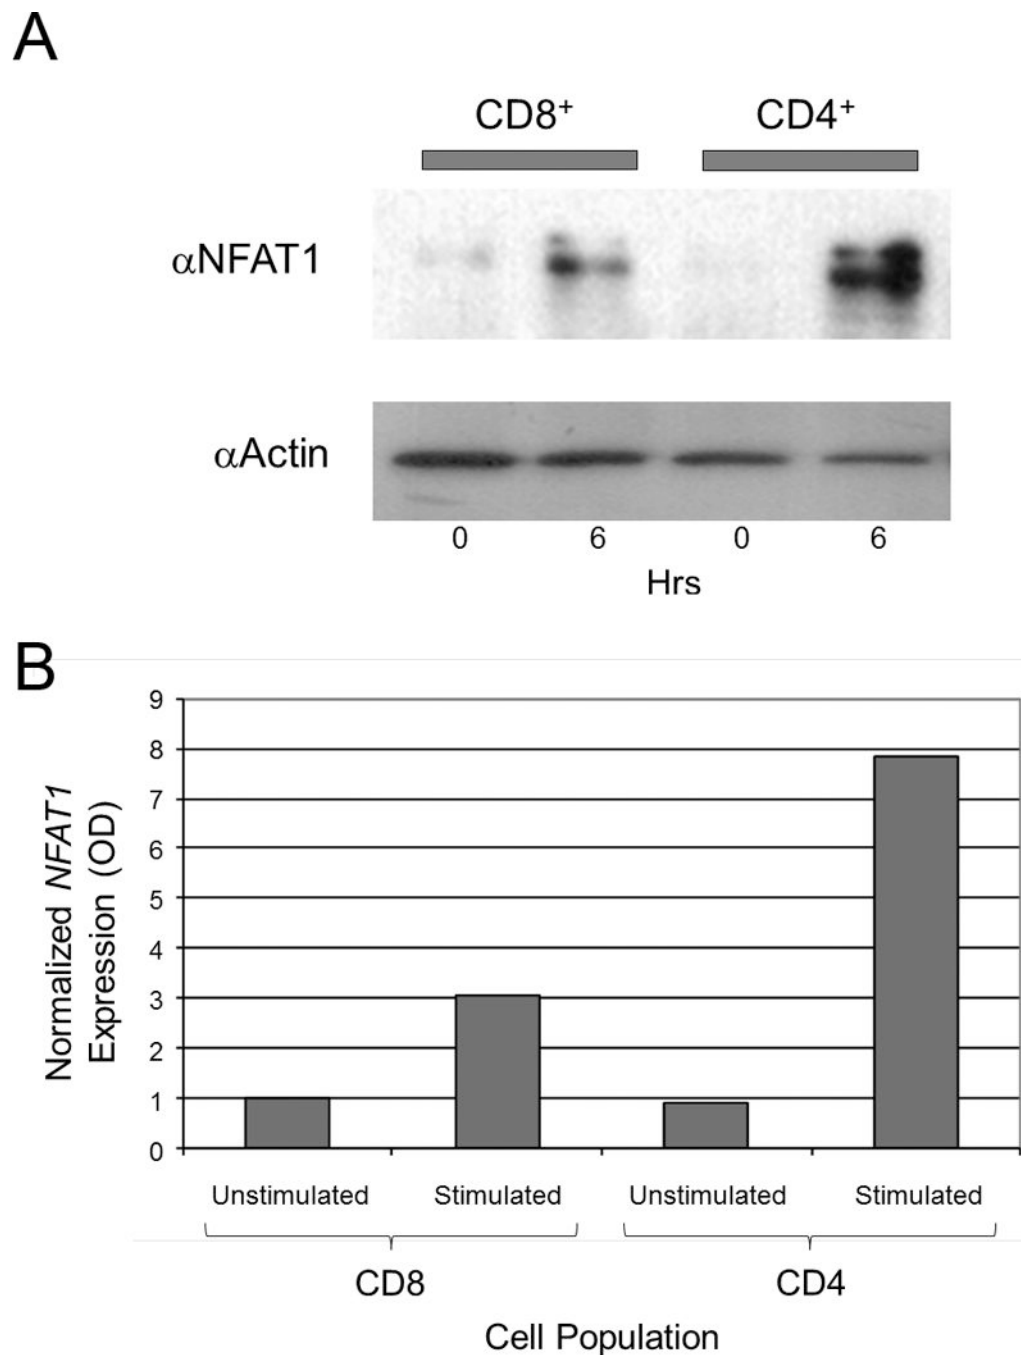 A
CD8+ CD4+
αNFAT1
αActin
0 6 0 6
Hrs
B
Normalized NFAT1
Expression (OD)
9
8
7
6
5
4
3
2
1
0
Unstimulated Stimulated Unstimulated Stimulated
CD8 CD4
Cell Population